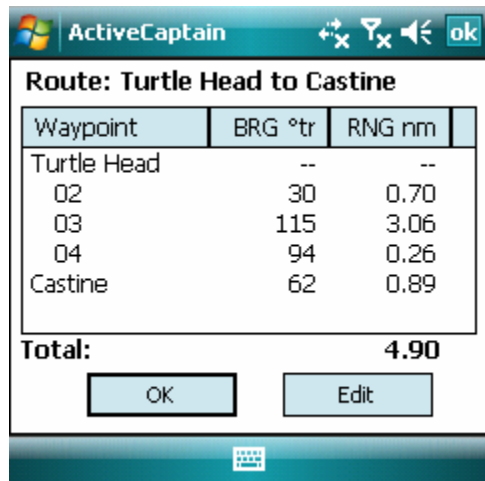 ActiveCaptain ok
Route: Turtle Head to Castine
Waypoint BRG °tr RNG nm
Turtle Head -- --
02 30 0.70
03 115 3.06
04 94 0.26
Castine 62 0.89
Total: 4.90
OK Edit